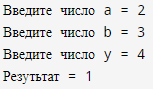 Введите число a = 2
Введите число b = 3
Введите число y = 4
Результат = 1